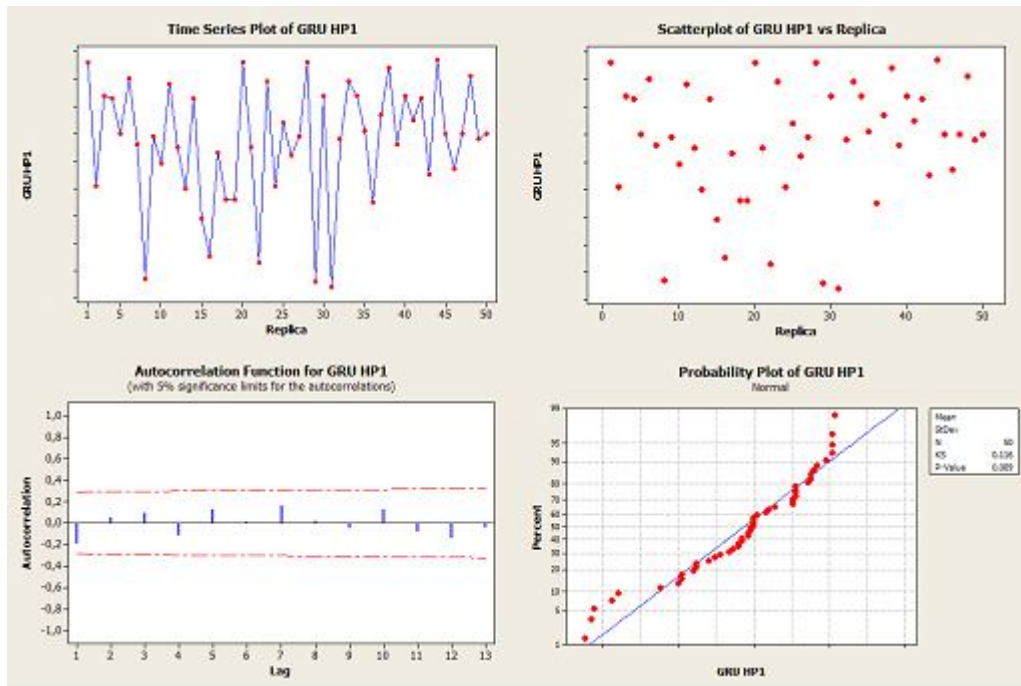 Time Series Plot of GRU HP1
GRU HP1
1 5 10 15 20 25 30 35 40 45 50
Replica
Scatterplot of GRU HP1 vs Replica
GRU HP1
0 10 20 30 40 50
Replica
Autocorrelation Function for GRU HP1
(with 5% significance limits for the autocorrelations)
Autocorrelation
1,0
0,8
0,6
0,4
0,2
0,0
-0,2
-0,4
-0,6
-0,8
-1,0
1 2 3 4 5 6 7 8 9 10 11 12 13
Lag
Probability Plot of GRU HP1
Normal
Percent
99
95
90
80
70
60
50
40
30
20
10
5
1
GRU HP1
Mean
StDev
N 50
KS 0,116
P-Value 0,089